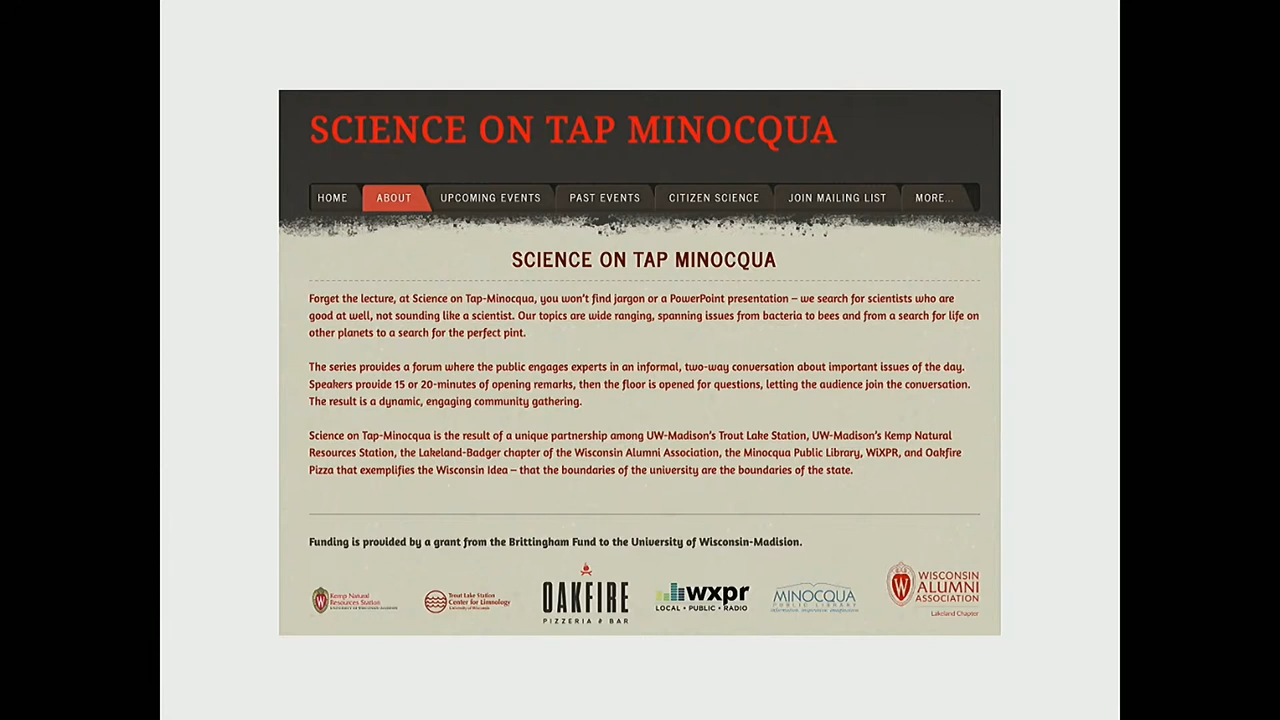 SCIENCE ON TAP MINOCQUA
HOME ABOUT UPCOMING EVENTS PAST EVENTS CITIZEN SCIENCE JOIN MAILING LIST MORE...
SCIENCE ON TAP MINOCQUA
Forget the lecture, at Science on Tap-Minocqua, you won't find jargon or a PowerPoint presentation – we search for scientists who are
good at well, not sounding like a scientist. Our topics are wide ranging, spanning issues from bacteria to bees and from a search for life on
other planets to a search for the perfect pint.
The series provides a forum where the public engages experts in an informal, two-way conversation about important issues of the day.
Speakers provide 15 or 20-minutes of opening remarks, then the floor is opened for questions, letting the audience join the conversation.
The result is a dynamic, engaging community gathering.
Science on Tap-Minocqua is the result of a unique partnership among UW-Madison's Trout Lake Station, UW-Madison's Kemp Natural
Resources Station, the Lakeland-Badger chapter of the Wisconsin Alumni Association, the Minocqua Public Library, WiXPR, and Oakfire
Pizza that exemplifies the Wisconsin Idea – that the boundaries of the university are the boundaries of the state.
Funding is provided by a grant from the Brittingham Fund to the University of Wisconsin-Madision.
Kemp Natural
Resources Station
Trout Lake Station
Center for Limnology
University of Wisconsin
OAKFIRE
PIZZERIA & BAR
wxpr
LOCAL • PUBLIC • RADIO
MINOCQUA
PUBLIC LIBRARY
WISCONSIN
ALUMNI
ASSOCIATION
Lakeland Chapter